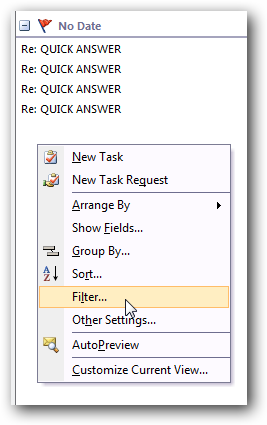 No Date
Re: QUICK ANSWER
Re: QUICK ANSWER
Re: QUICK ANSWER
Re: QUICK ANSWER
New Task
New Task Request
Arrange By
Show Fields...
Group By...
Sort...
Filter...
Other Settings...
AutoPreview
Customize Current View...